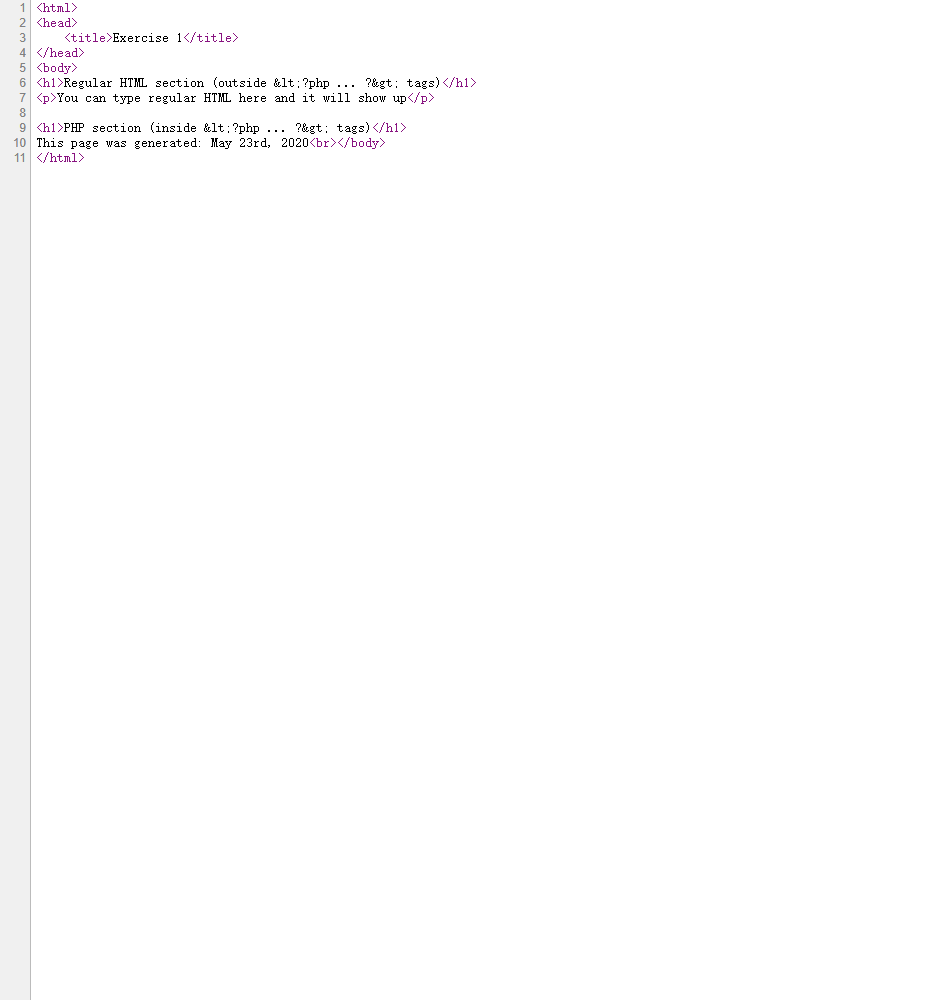 1 <html>
2 <head>
3     <title>Exercise 1</title>
4 </head>
5 <body>
6 <h1>Regular HTML section (outside &lt;?php ... ?&gt; tags)</h1>
7 <p>You can type regular HTML here and it will show up</p>
8
9 <h1>PHP section (inside &lt;?php ... ?&gt; tags)</h1>
10 This page was generated: May 23rd, 2020<br></body>
11 </html>